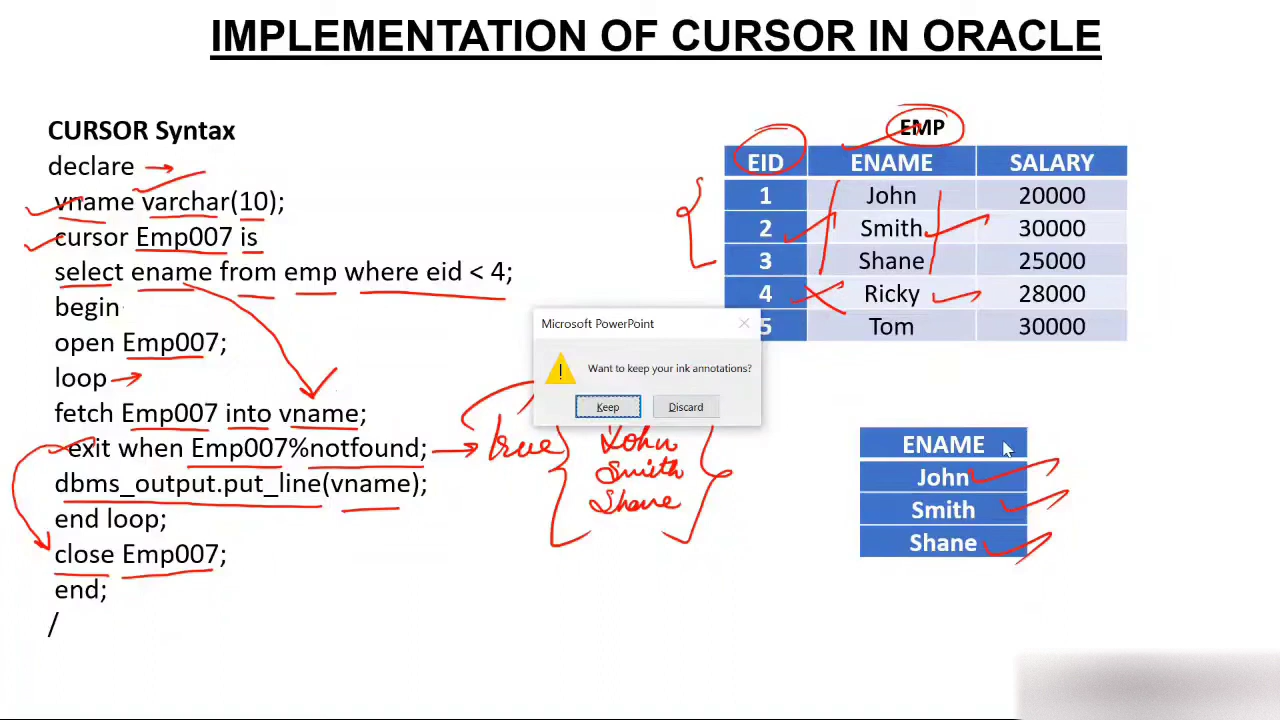 IMPLEMENTATION OF CURSOR IN ORACLE
CURSOR Syntax
declare
vname varchar(10);
cursor Emp007 is
select ename from emp where eid < 4;
begin
open Emp007;
loop
fetch Emp007 into vname;
exit when Emp007%notfound;
dbms_output.put_line(vname);
end loop;
close Emp007;
end;
/
EMP
EID ENAME SALARY
1 John 20000
2 Smith 30000
3 Shane 25000
4 Ricky 28000
5 Tom 30000
Microsoft PowerPoint
Want to keep your ink annotations?
Keep Discard
True
John
Smith
Shane
ENAME
John
Smith
Shane